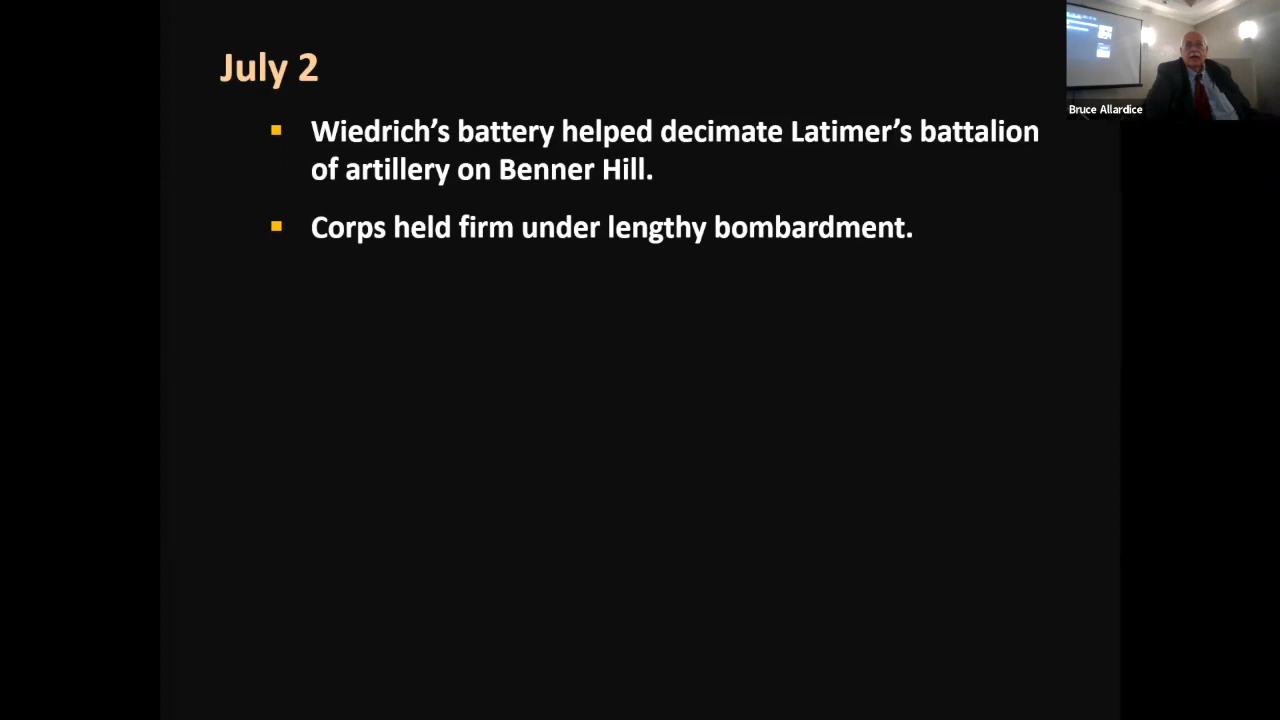 July 2
Wiedrich’s battery helped decimate Latimer’s battalion
of artillery on Benner Hill.
Corps held firm under lengthy bombardment.
Bruce Allardice